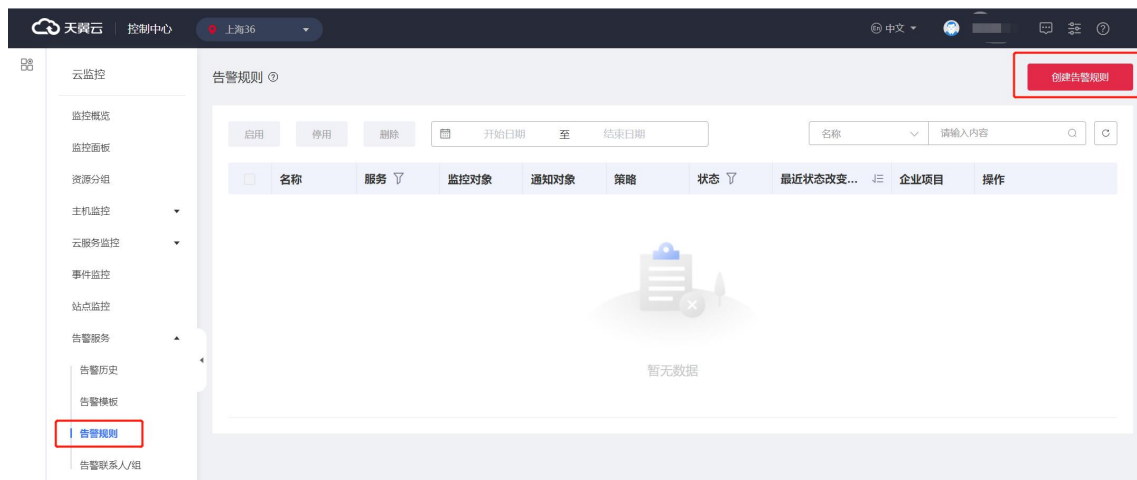 天翼云 控制中心 上海36 En 中文
云监控
告警规则
创建告警规则
监控概览
监控面板
资源分组
主机监控
云服务监控
事件监控
站点监控
告警服务
告警历史
告警模板
告警规则
告警联系人/组
启用 停用 删除 开始日期 至 结束日期 名称 请输入内容
名称 服务 监控对象 通知对象 策略 状态 最近状态改变... 企业项目 操作
暂无数据